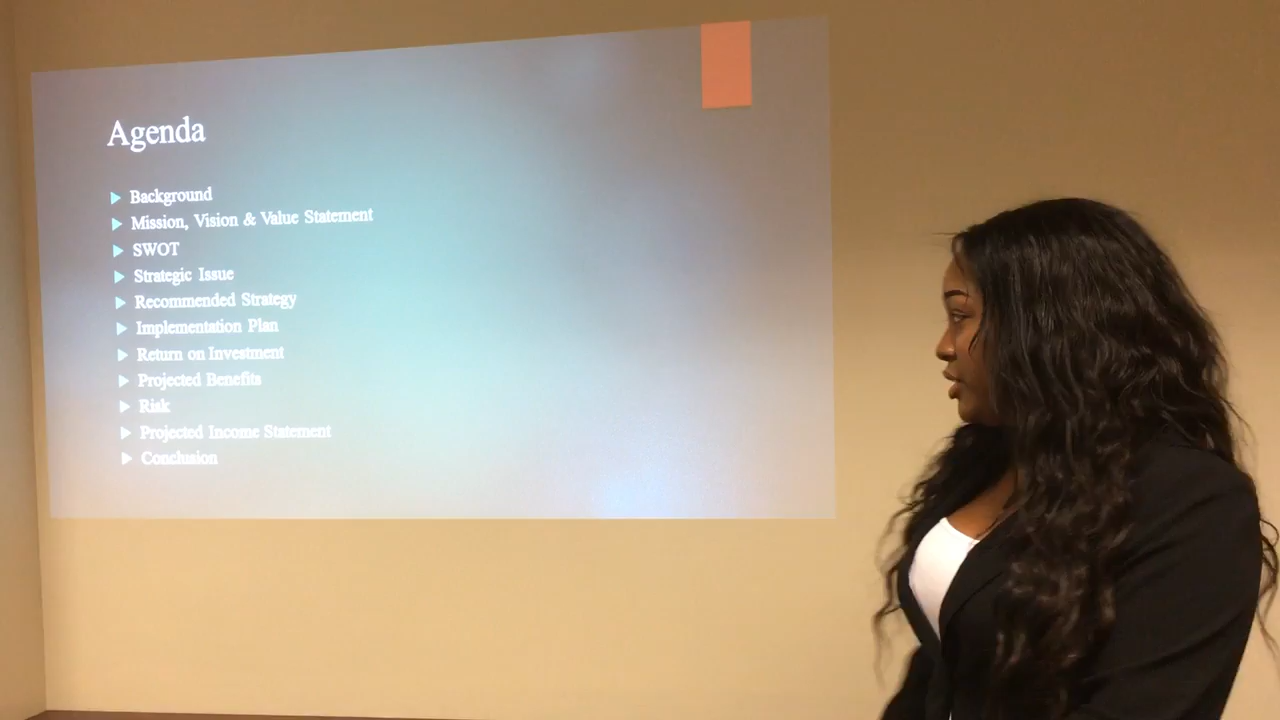 Agenda
Background
Mission, Vision & Value Statement
SWOT
Strategic Issue
Recommended Strategy
Implementation Plan
Return on Investment
Projected Benefits
Risk
Projected Income Statement
Conclusion